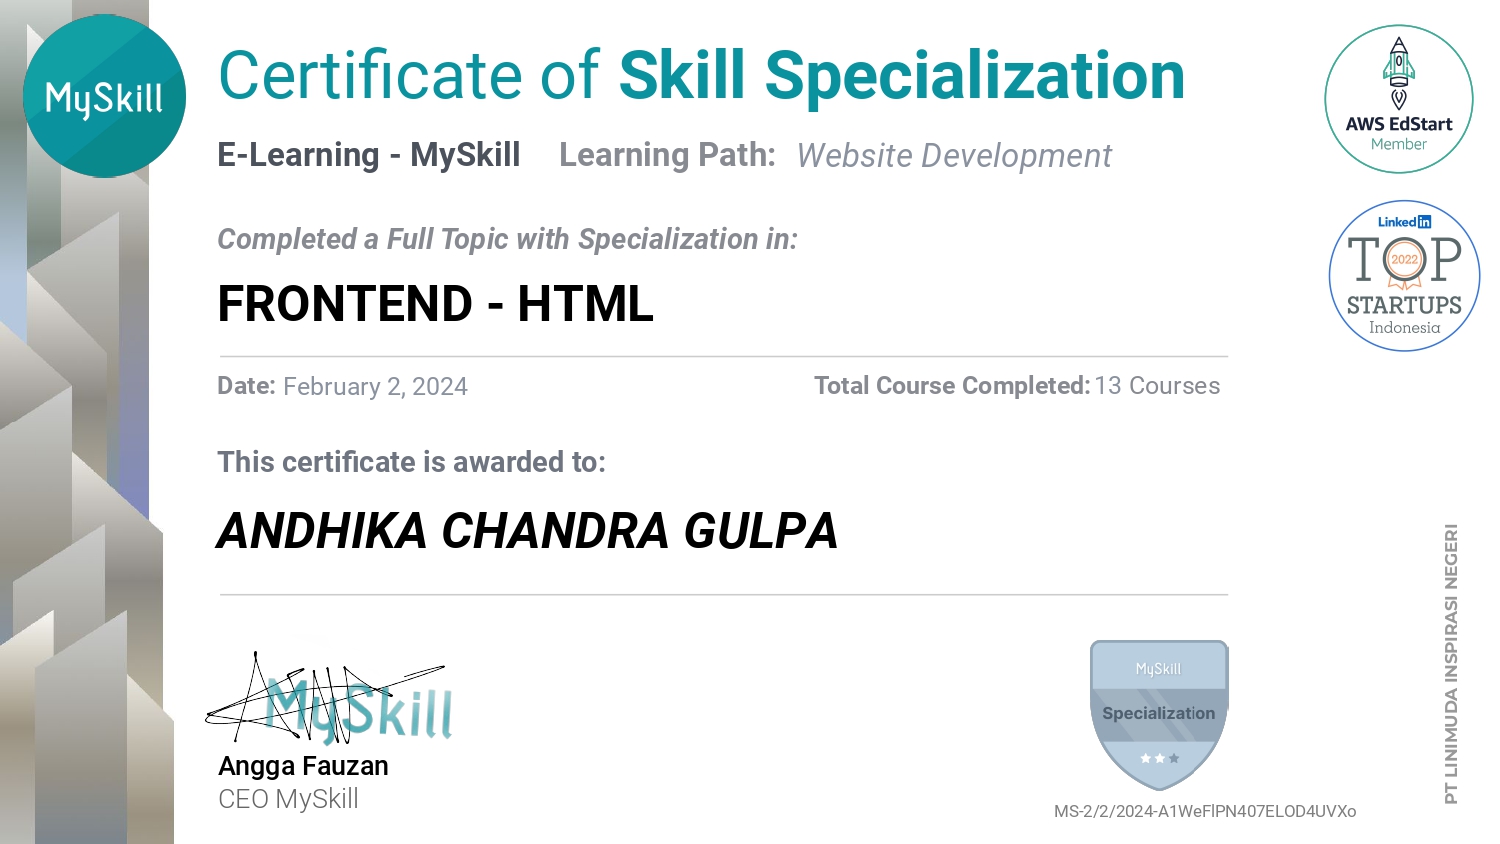 MySkill
Certificate of Skill Specialization
E-Learning - MySkill Learning Path: Website Development
Completed a Full Topic with Specialization in:
FRONTEND - HTML
Date: February 2, 2024 Total Course Completed: 13 Courses
This certificate is awarded to:
ANDHIKA CHANDRA GULPA
MySkill
Angga Fauzan
CEO MySkill
MySkill
Specialization
MS-2/2/2024-A1WeFlPN407ELOD4UVXo
AWS EdStart
Member
Linked in
TOP
2022
STARTUPS
Indonesia
PT LINIMUDA INSPIRASI NEGERI